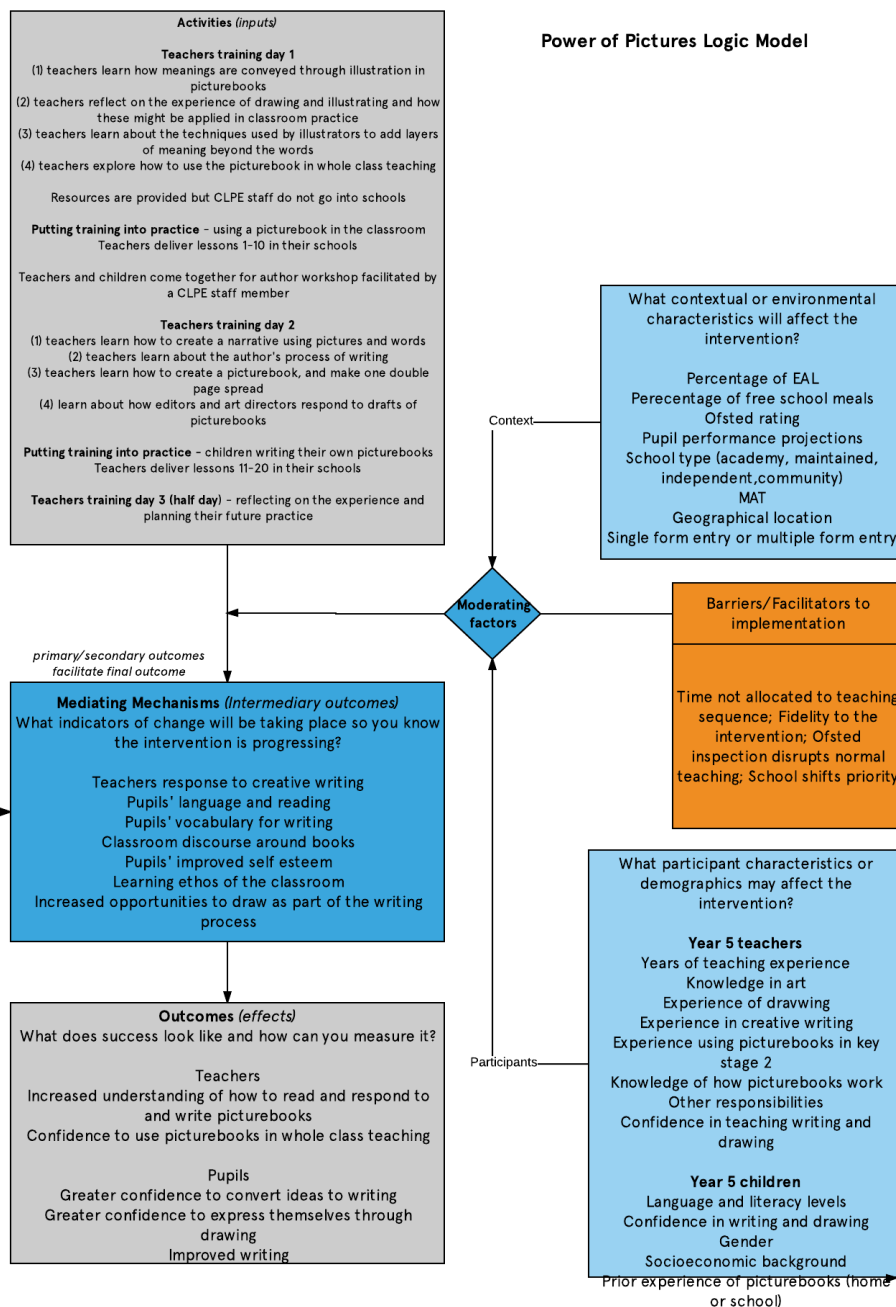 Power of Pictures Logic Model
Activities (inputs)
Teachers training day 1
(1) teachers learn how meanings are conveyed through illustration in
picturebooks
(2) teachers reflect on the experience of drawing and illustrating and how
these might be applied in classroom practice
(3) teachers learn about the techniques used by illustrators to add layers
of meaning beyond the words
(4) teachers explore how to use the picturebook in whole class teaching
Resources are provided but CLPE staff do not go into schools
Putting training into practice - using a picturebook in the classroom
Teachers deliver lessons 1-10 in their schools
Teachers and children come together for author workshop facilitated by
a CLPE staff member
Teachers training day 2
(1) teachers learn how to create a narrative using pictures and words
(2) teachers learn about the author's process of writing
(3) teachers learn how to create a picturebook, and make one double
page spread
(4) learn about how editors and art directors respond to drafts of
picturebooks
Putting training into practice - children writing their own picturebooks
Teachers deliver lessons 11-20 in their schools
Teachers training day 3 (half day) - reflecting on the experience and
planning their future practice
What contextual or environmental
characteristics will affect the
intervention?
Percentage of EAL
Perecentage of free school meals
Ofsted rating
Pupil performance projections
School type (academy, maintained,
independent,community)
MAT
Geographical location
Single form entry or multiple form entry
Context
Moderating
factors
Barriers/Facilitators to
implementation
Time not allocated to teaching
sequence; Fidelity to the
intervention; Ofsted
inspection disrupts normal
teaching; School shifts priority
primary/secondary outcomes
facilitate final outcome
Mediating Mechanisms (Intermediary outcomes)
What indicators of change will be taking place so you know
the intervention is progressing?
Teachers response to creative writing
Pupils' language and reading
Pupils' vocabulary for writing
Classroom discourse around books
Pupils' improved self esteem
Learning ethos of the classroom
Increased opportunities to draw as part of the writing
process
Outcomes (effects)
What does success look like and how can you measure it?
Teachers
Increased understanding of how to read and respond to
and write picturebooks
Confidence to use picturebooks in whole class teaching
Pupils
Greater confidence to convert ideas to writing
Greater confidence to express themselves through
drawing
Improved writing
Participants
What participant characteristics or
demographics may affect the
intervention?
Year 5 teachers
Years of teaching experience
Knowledge in art
Experience of dravwing
Experience in creative writing
Experience using picturebooks in key
stage 2
Knowledge of how picturebooks work
Other responsibilities
Confidence in teaching writing and
drawing
Year 5 children
Language and literacy levels
Confidence in writing and drawing
Gender
Socioeconomic background
Prior experience of picturebooks (home
or school)